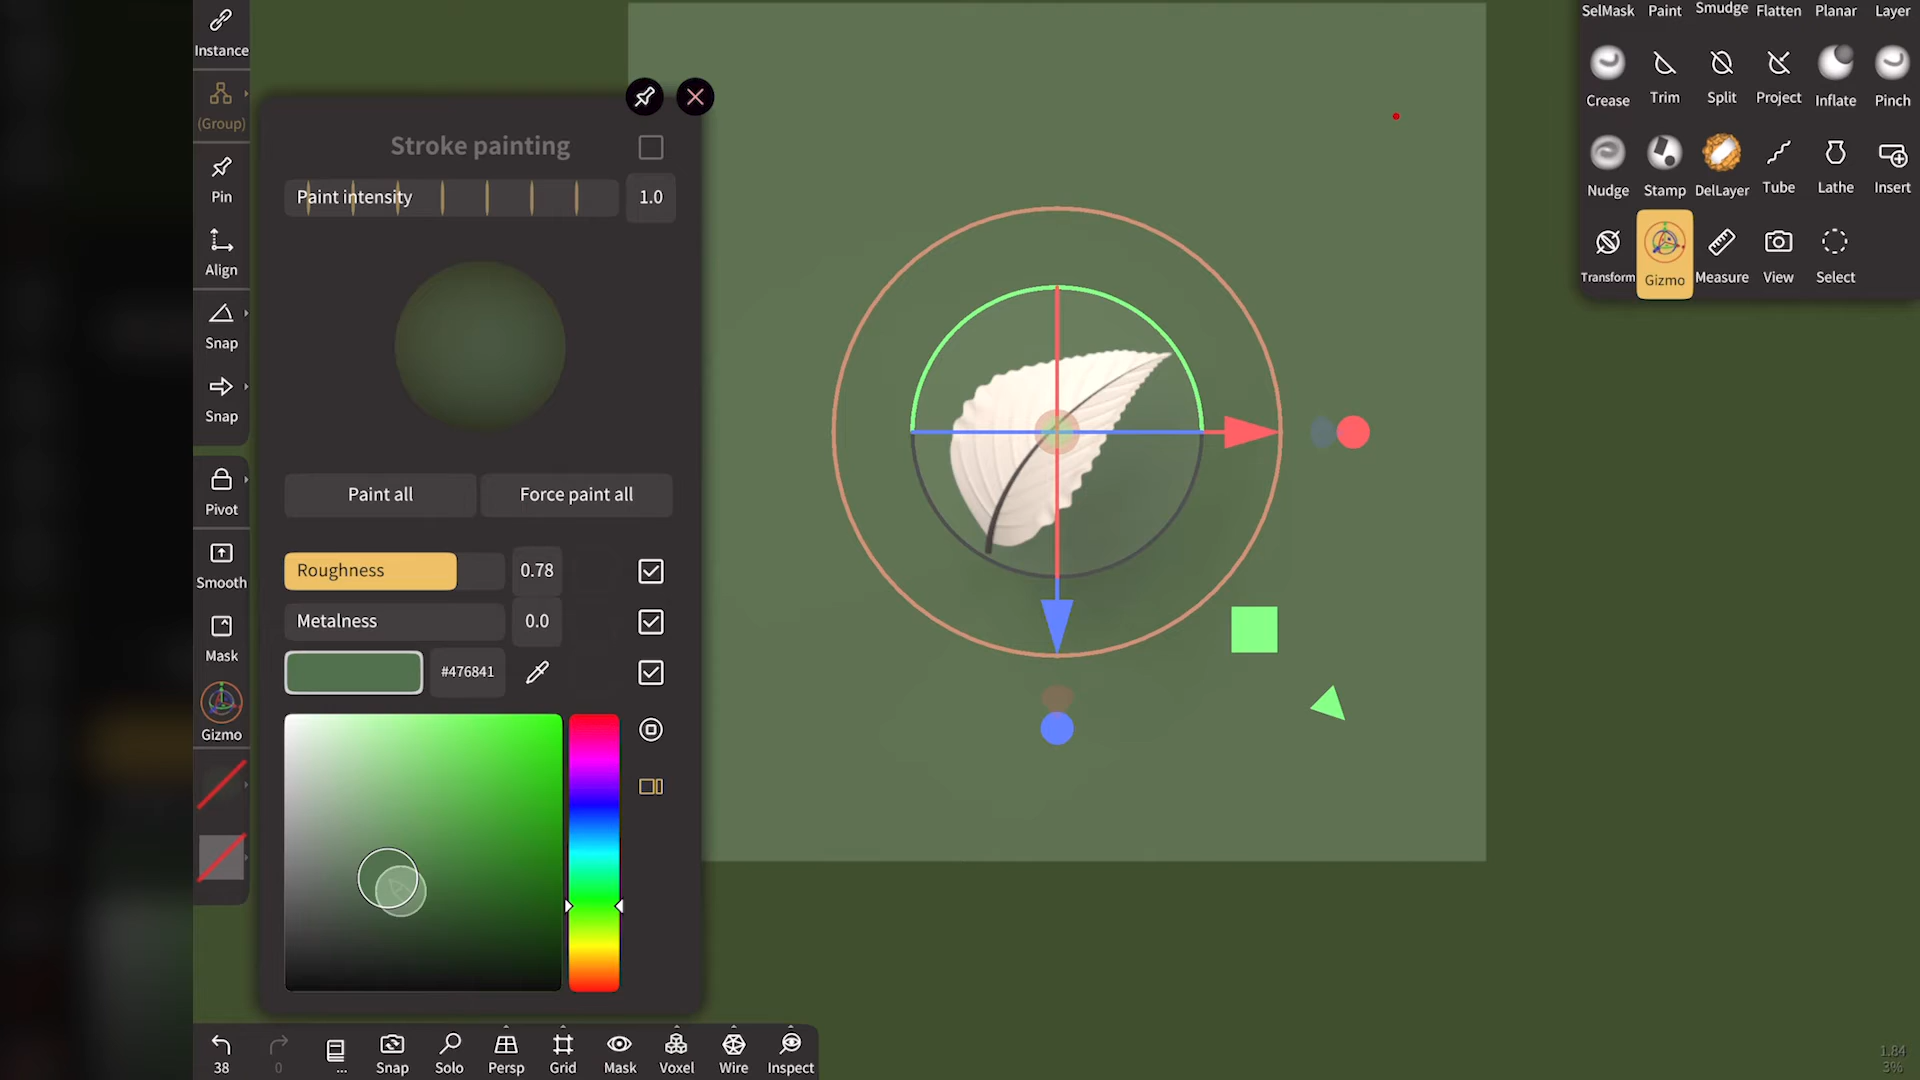 Instance
(Group)
Pin
Align
Snap
Snap
Pivot
Smooth
Mask
Gizmo
Stroke painting
Paint intensity 1.0
Paint all Force paint all
Roughness 0.78
Metalness 0.0
#476841
SelMask Paint Smudge Flatten Planar Layer
Crease Trim Split Project Inflate Pinch
Nudge Stamp DelLayer Tube Lathe Insert
Transform Gizmo Measure View Select
38 0 ... Snap Solo Persp Grid Mask Voxel Wire Inspect
1.84
3%